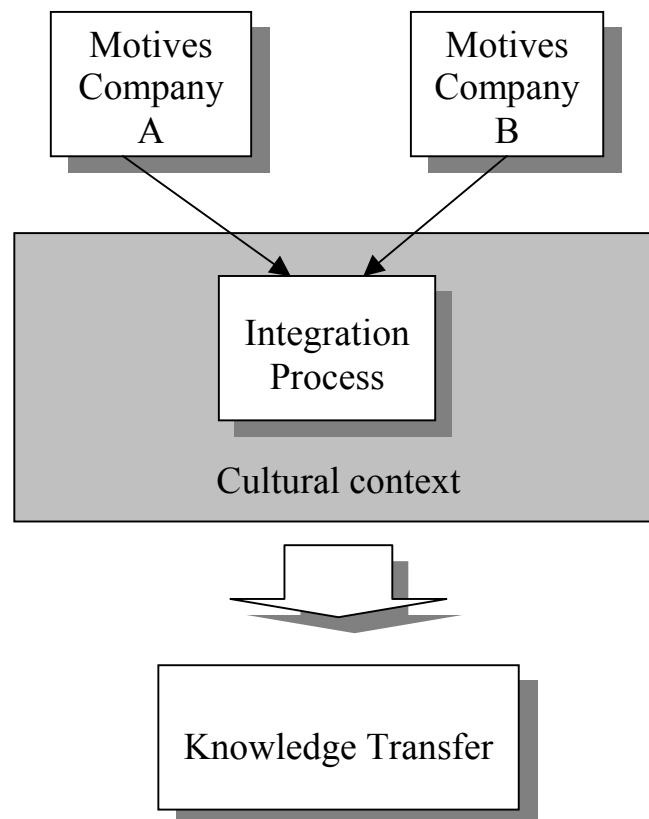 Motives
Company
A
Motives
Company
B
Integration
Process
Cultural context
Knowledge Transfer